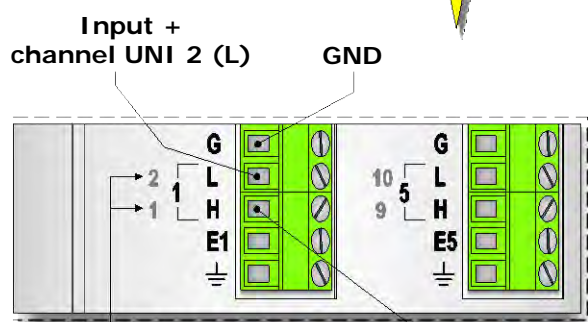 Input +
channel UNI 2 (L)
GND
G
2 L
1
1 H
E1
G
10 L
5
9 H
E5